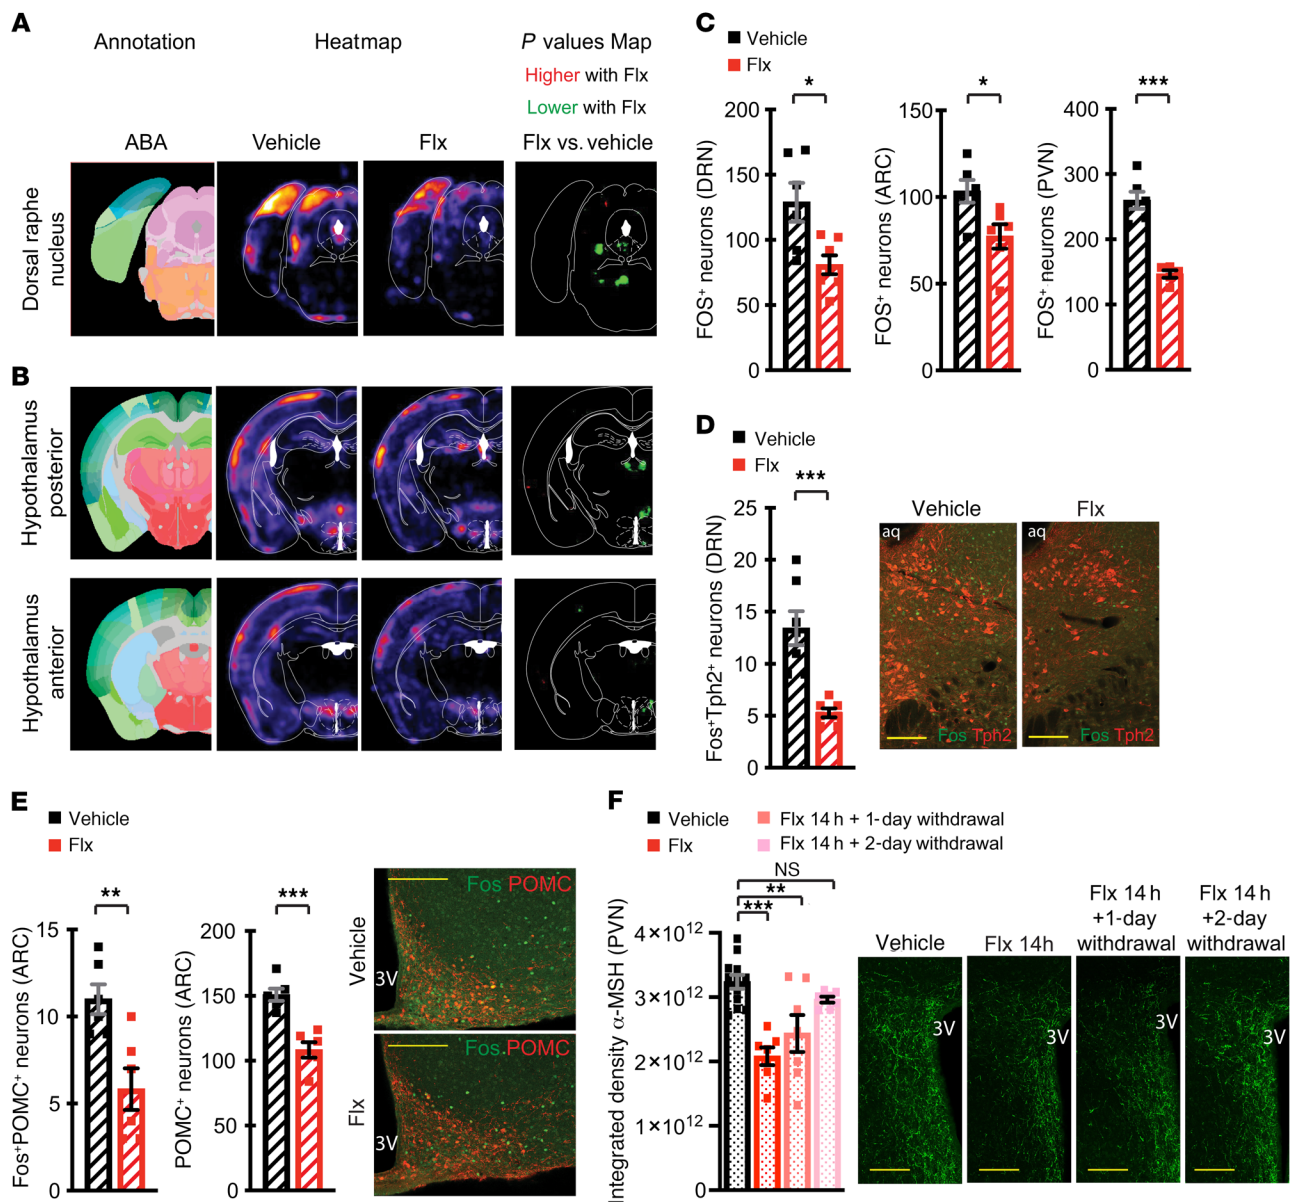 A
Annotation
Heatmap
P values Map
Higher with Flx
Lower with Flx
ABA
Vehicle
Flx
Flx vs. vehicle
Dorsal raphe
nucleus
B
Hypothalamus
posterior
Hypothalamus
anterior
C
Vehicle
Flx
FOS⁺ neurons (DRN)
200
150
100
50
0
*
FOS⁺ neurons (ARC)
150
100
50
0
*
FOS⁺ neurons (PVN)
400
300
200
100
0
***
D
Vehicle
Flx
Fos⁺Tph2⁺ neurons (DRN)
25
20
15
10
5
0
***
Vehicle
Flx
aq
aq
Fos Tph2
Fos Tph2
E
Vehicle
Flx
Fos⁺POMC⁺ neurons (ARC)
15
10
5
0
**
POMC⁺ neurons (ARC)
200
150
100
50
0
***
Vehicle
Fos POMC
3V
Flx
Fos POMC
3V
F
Vehicle
Flx
Flx 14 h + 1-day withdrawal
Flx 14 h + 2-day withdrawal
Integrated density α-MSH (PVN)
4×10¹²
3×10¹²
2×10¹²
1×10¹²
0
NS
**
***
Vehicle
Flx 14h
Flx 14 h
+1-day
withdrawal
Flx 14 h
+2-day
withdrawal
3V
3V
3V
3V